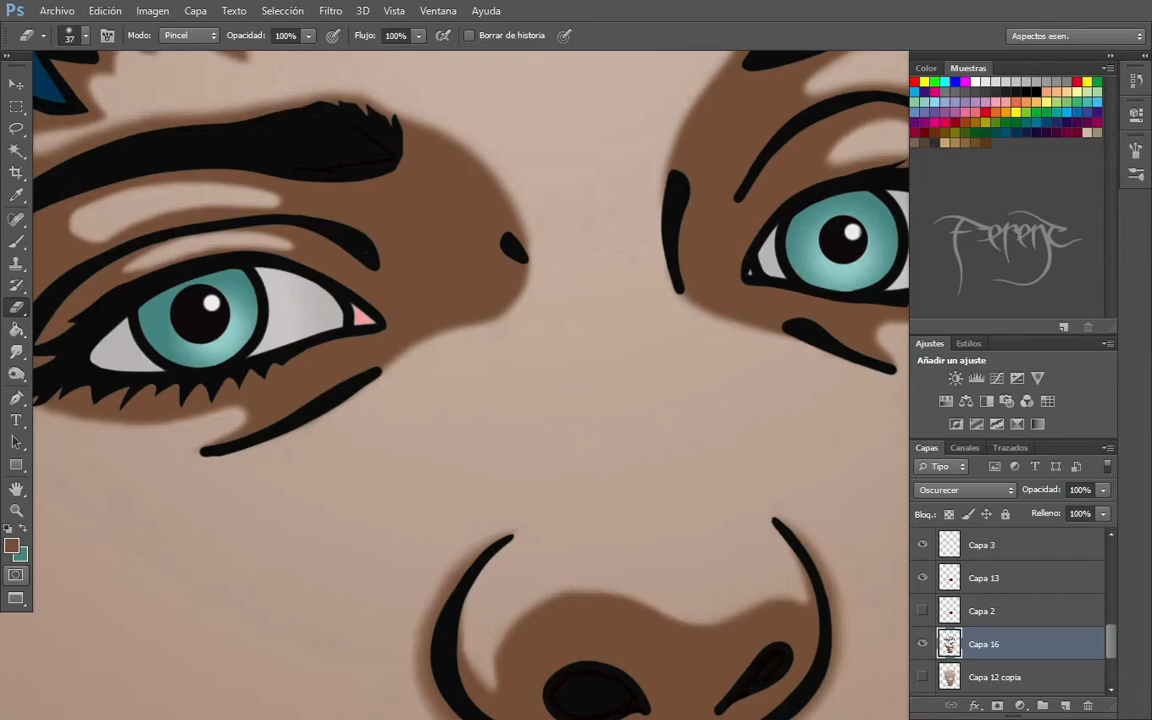 Ps Archivo Edición Imagen Capa Texto Selección Filtro 3D Vista Ventana Ayuda
37 Modo: Pincel Opacidad: 100% Flujo: 100% Borrar de historia Aspectos esen.
Color Muestras
Ferenc
Ajustes Estilos
Añadir un ajuste
Capas Canales Trazados
Tipo
Oscurecer Opacidad: 100%
Bloq.: Relleno: 100%
Capa 3
Capa 13
Capa 2
Capa 16
Capa 12 copia
fx